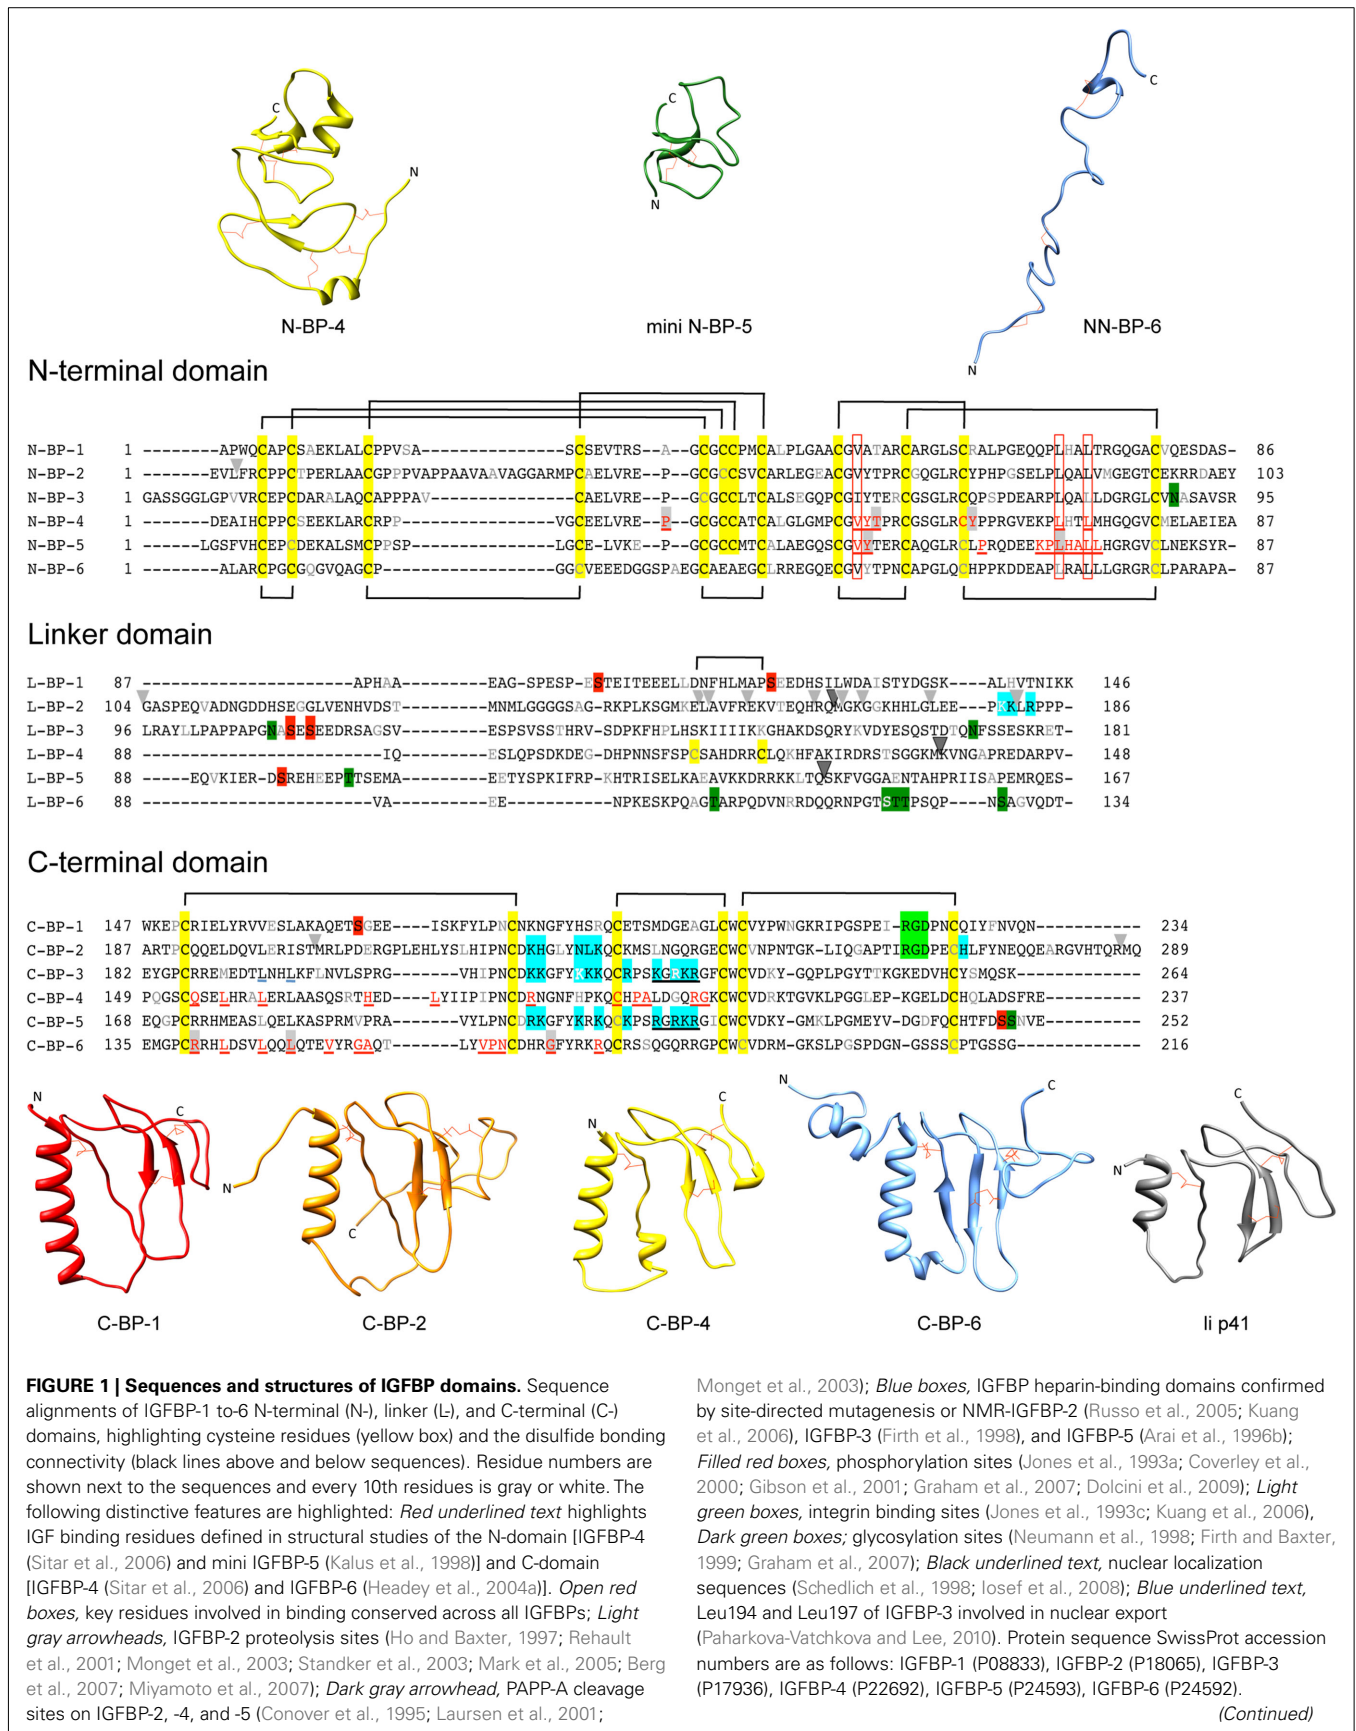 C
N
N-BP-4
C
N
mini N-BP-5
C
N
NN-BP-6
N-terminal domain
N-BP-1 1 --------APWQCAPCSAEKLALCPPVSA---------------SCSEVTRS--A-GCGCCPMCALPLGAACGVATARCARGLSCRALPGEQQPLHALTRGQGACVQESDAS- 86
N-BP-2 1 ------EVLFRCPPCTPERLAACGPPPVAPPAAVAAVAGGARMPCAELVRE--P-GCGCCSVCARLEGEACGVYTPRCGQGLRCYPHPGSELPLQALVMGEGTCEKRRDAEY 103
N-BP-3 1 GASSGGLGPVVRCEPCDARALAQCAPPPAV---------------CAELVRE--P-GCGCCLTCALSEGQPCGIYTERCGSGLRCQPSPDEARPLQALLDGRGLCVNASAVSR 95
N-BP-4 1 -------DEAIHCPPCSEEKLARCRPP----------------VGCEELVRE--P-GCGCCATCALGLGMPCGVYTPRCGSGLRCYPPRGVEKPLHTLMHGQGVCMELAEIEA 87
N-BP-5 1 ------LGSFVHCEPCDEKALSMCPPSP---------------LGCE-LVKE--P-GCGCCMTCALAEGQSCGVYTERCAQGLRCLPRQDEEKPLHALLHGRGVCLNEKSYR- 87
N-BP-6 1 --------ALARCPGCGQGVQAGCP------------------GGCVEEEDGGSPAEGCAEAEGCLRREGQECGVYTPNCAPGLQCHPPKDDEAPLRALLLGRGRCLPARAPA- 87
Linker domain
L-BP-1 87 -------------------------APHAA---------EAG-SPESP-ESTEITEEELLDNFHLMAPSEEDHSILWDAISTYDGSK----ALHVTNIKK 146
L-BP-2 104 GASPEQVADNGDDHSEGGLVENHVDST----------MNMLGGGGSAG-RKPLKSGMKELAVFREKVTEQHRQMGKGGKHHLGLEE---PKKLRPPP- 186
L-BP-3 96 LRAYLLPAPPAPGNASESEEDRSAGSV----------ESPSVSSTHRV-SDPKFHPLHSKIIIIKKGHAKDSQRYKVDYESQSTDTQNFSSESKRET- 181
L-BP-4 88 --------------------------IQ----------ESLQPSDKDEG-DHPNNSFSPCSAHDRRCLQKHFAKIRDRSTSGGKMKVNGAPREDARPV- 148
L-BP-5 88 -----EQVKIERD-SREHEEPTTSEMA----------EETYSPKIFRP-KHTRISELKAEAVKKDRRKKLTQSKFVGGAENTAHPRIISAPEMRQES- 167
L-BP-6 88 ------------------------VA----------EE--------NPKESKPQAGTARPQDVNRRDQQRNPGTSTTPSQP----NSAGVQDT- 134
C-terminal domain
C-BP-1 147 WKEPCRIELYRVVESLAKAQETSGEE---ISKFYLPNCNKNGFYHSRQCETSMDGEAGLCWCVYPWNGKRIPGSPEI-RGDPNCQIYFNVQN---------- 234
C-BP-2 187 ARTPCQQELDQVLERISTMRLPDERGPLEHLYSLHIPNCDKHGLYNLKQCKMSLNGQRGECWCVNPNTGK-LIQGAPTIRGDPECHLFYNEQQEARGVHTQRMQ 289
C-BP-3 182 EYGPCRREMEDTLNHLKFLNVLSPRG------VHIPNCDKKGFYKKKQCRPSKGRKRGFCWCVDKY-GQPLPGYTTKGKEDVHCYSMQSK----------- 264
C-BP-4 149 PQGSCQSELHRALERLAASQSRTHED---LYIIPIPNCDRNGNFHPKQCHPALDGQRGKCWCVDRKTGVKLPGGLEP-KGELDCHQLADSFRE--------- 237
C-BP-5 168 EQGPCRRHMEASLQELKASPRMVPRA------VYLPNCDRKGFYKRKQCKPSRGRKRGICWCVDKY-GMKLPGMEYV-DGDFQCHTFDSSNVE--------- 252
C-BP-6 135 EMGPCRRHLDSVLQQLQTEVYRGAQT-----LYVPNCDHRGFYRKRQCRSSQGQRRGPCWCVDRM-GKSLPGSPDGN-GSSSCPTGSSG------------- 216
N
C
N
C
N
C
N
C
N
C
C-BP-1
C-BP-2
C-BP-4
C-BP-6
li p41
FIGURE 1 | Sequences and structures of IGFBP domains. Sequence
alignments of IGFBP-1 to-6 N-terminal (N-), linker (L-), and C-terminal (C-)
domains, highlighting cysteine residues (yellow box) and the disulfide bonding
connectivity (black lines above and below sequences). Residue numbers are
shown next to the sequences and every 10th residues is gray or white. The
following distinctive features are highlighted: Red underlined text highlights
IGF binding residues defined in structural studies of the N-domain [IGFBP-4
(Sitar et al., 2006) and mini IGFBP-5 (Kalus et al., 1998)] and C-domain
[IGFBP-4 (Sitar et al., 2006) and IGFBP-6 (Headey et al., 2004a)]. Open red
boxes, key residues involved in binding conserved across all IGFBPs; Light
gray arrowheads, IGFBP-2 proteolysis sites (Ho and Baxter, 1997; Rehault
et al., 2001; Monget et al., 2003; Standker et al., 2003; Mark et al., 2005; Berg
et al., 2007; Miyamoto et al., 2007); Dark gray arrowhead, PAPP-A cleavage
sites on IGFBP-2, -4, and -5 (Conover et al., 1995; Laursen et al., 2001;
Monget et al., 2003); Blue boxes, IGFBP heparin-binding domains confirmed
by site-directed mutagenesis or NMR-IGFBP-2 (Russo et al., 2005; Kuang
et al., 2006), IGFBP-3 (Firth et al., 1998), and IGFBP-5 (Arai et al., 1996b);
Filled red boxes, phosphorylation sites (Jones et al., 1993a; Coverley et al.,
2000; Gibson et al., 2001; Graham et al., 2007; Dolcini et al., 2009); Light
green boxes, integrin binding sites (Jones et al., 1993c; Kuang et al., 2006),
Dark green boxes; glycosylation sites (Neumann et al., 1998; Firth and Baxter,
1999; Graham et al., 2007); Black underlined text, nuclear localization
sequences (Schedlich et al., 1998; Iosef et al., 2008); Blue underlined text,
Leu194 and Leu197 of IGFBP-3 involved in nuclear export
(Paharkova-Vatchkova and Lee, 2010). Protein sequence SwissProt accession
numbers are as follows: IGFBP-1 (P08833), IGFBP-2 (P18065), IGFBP-3
(P17936), IGFBP-4 (P22692), IGFBP-5 (P24593), IGFBP-6 (P24592).
(Continued)